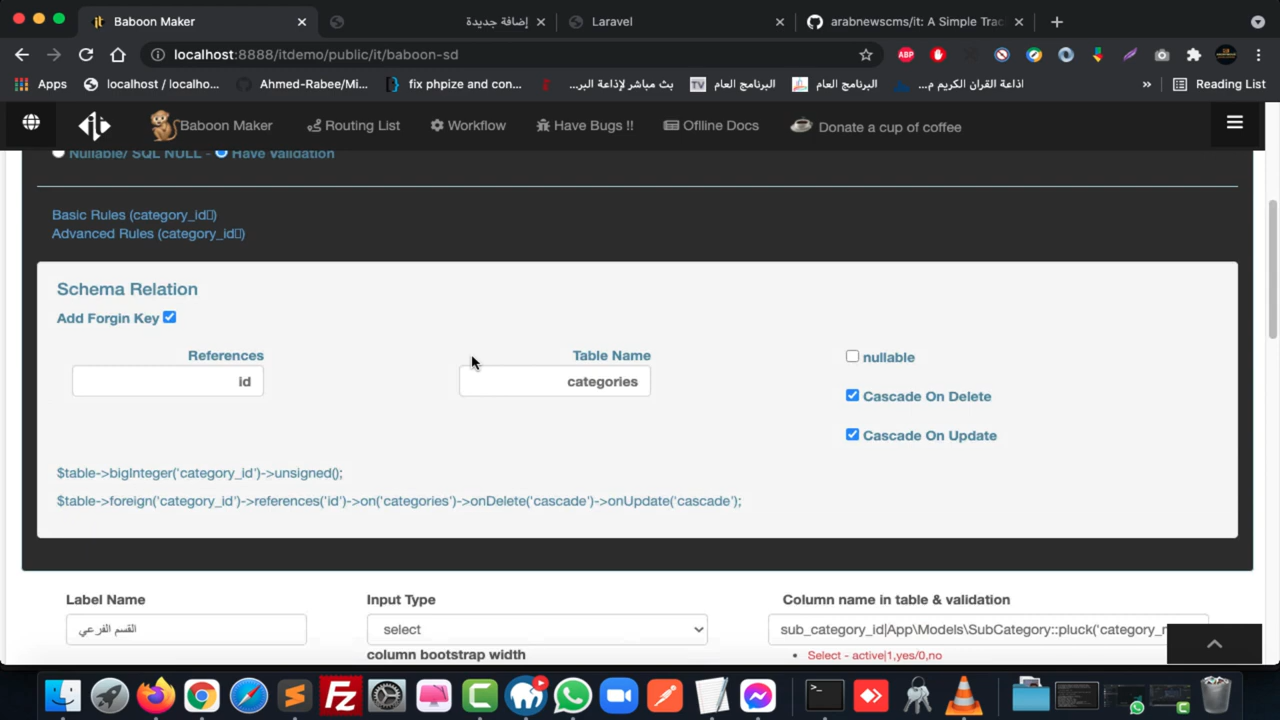 Baboon Maker
إضافة جديدة
Laravel
arabnewscms/it: A Simple Trac
localhost:8888/itdemo/public/it/baboon-sd
ABP
Apps
localhost / localho...
Ahmed-Rabee/Mi...
fix phpize and con...
بث مباشر لإذاعة البر...
TV
البرنامج العام
البرنامج العام
اذاعة القران الكريم م...
»
Reading List
it
Baboon Maker
Routing List
Workflow
Have Bugs !!
Oflline Docs
Donate a cup of coffee
Nullable/ SQL NULL - Have Validation
Basic Rules (category_id▯)
Advanced Rules (category_id▯)
Schema Relation
Add Forgin Key
References
Table Name
nullable
id
categories
Cascade On Delete
Cascade On Update
$table->bigInteger('category_id')->unsigned();
$table->foreign('category_id')->references('id')->on('categories')->onDelete('cascade')->onUpdate('cascade');
Label Name
Input Type
Column name in table & validation
القسم الفرعي
select
sub_category_id|App\Models\SubCategory::pluck('category_n
column bootstrap width
Select - active|1,yes/0,no